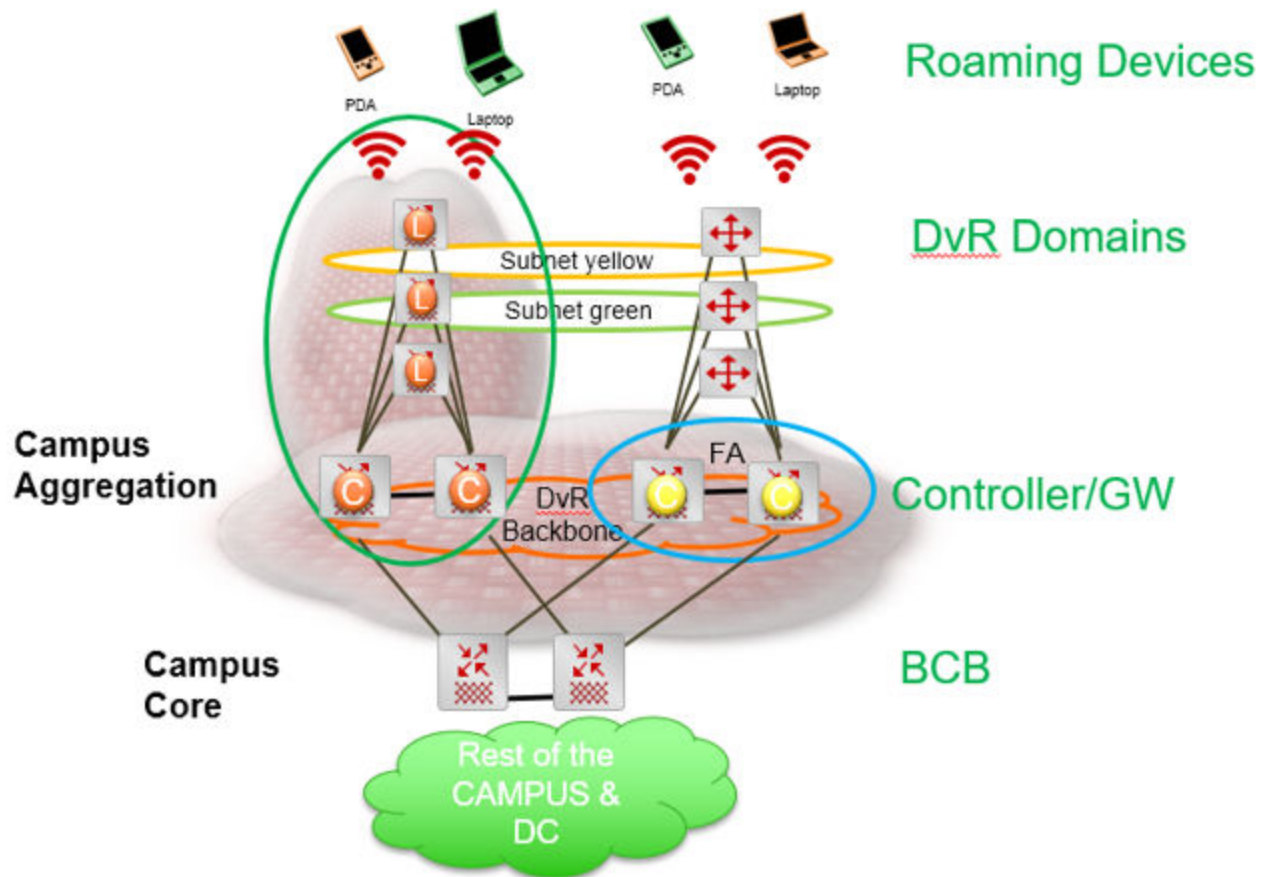 Roaming Devices
PDA
Laptop
PDA
Laptop
DvR Domains
L
Subnet yellow
L
Subnet green
L
Campus
Aggregation
FA
C
C
C
C
DvR
Backbone
Controller/GW
Campus
Core
BCB
Rest of the
CAMPUS &
DC